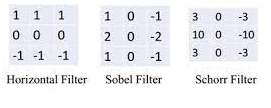 1 1 1
0 0 0
-1 -1 -1
Horizontal Filter
1 0 -1
2 0 -2
1 0 -1
Sobel Filter
3 0 -3
10 0 -10
3 0 -3
Schorr Filter